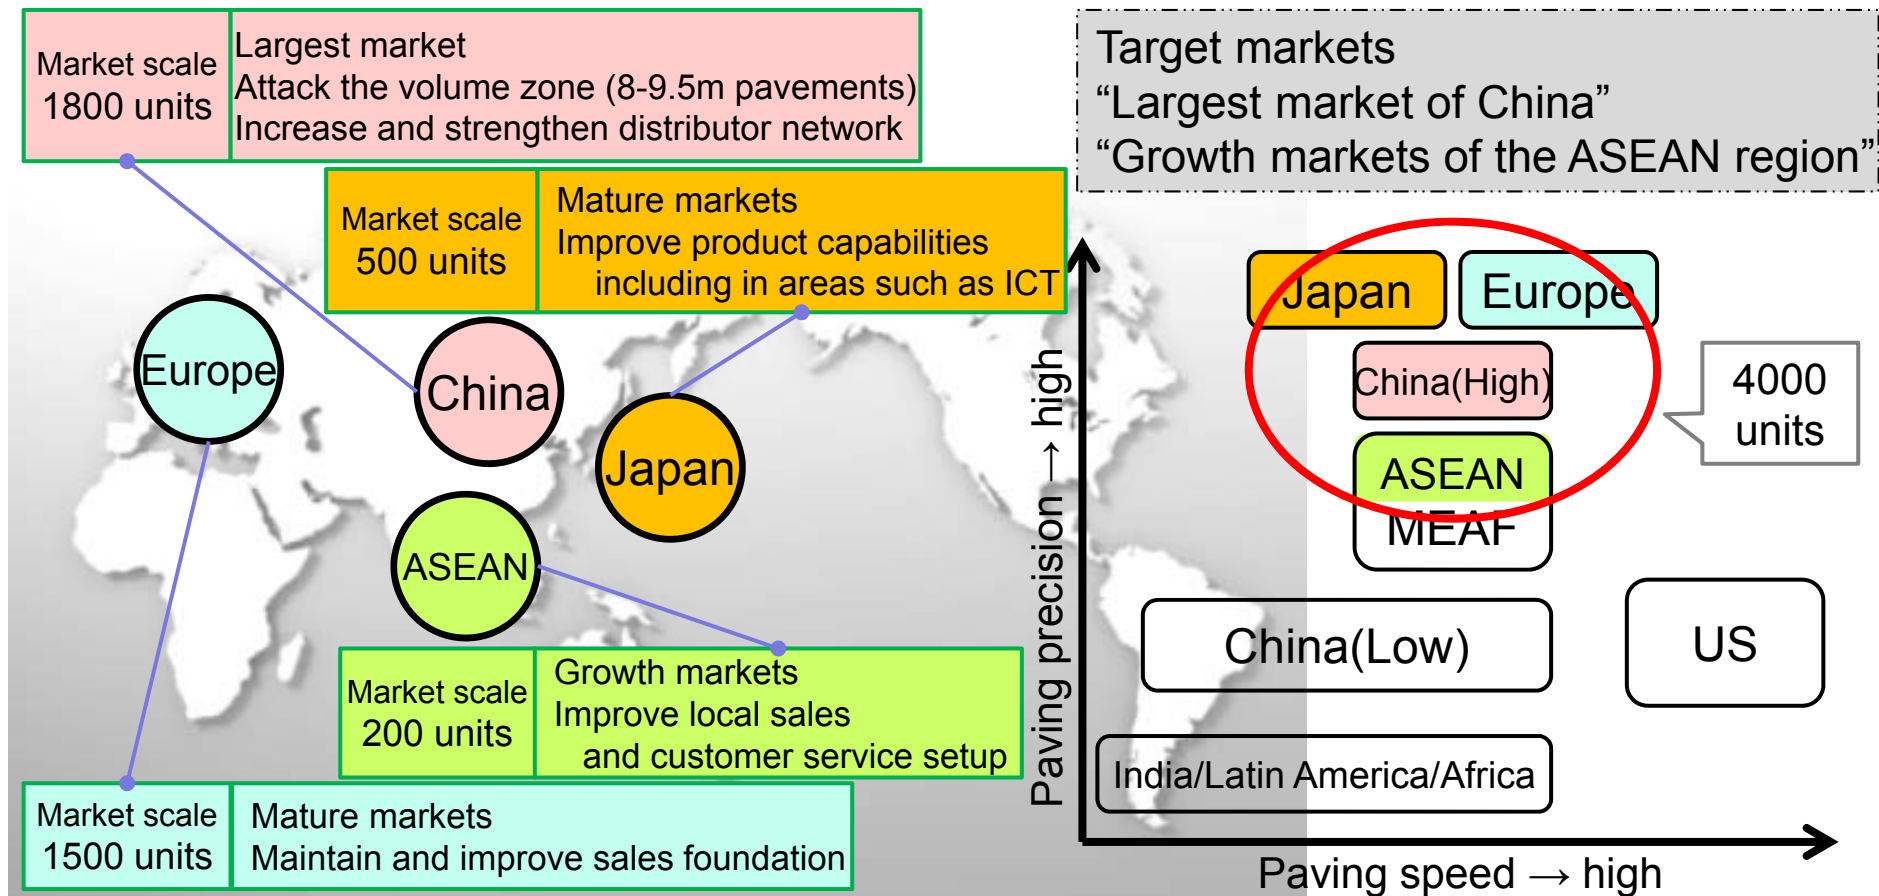 Market scale
1800 units
Largest market
Attack the volume zone (8-9.5m pavements)
Increase and strengthen distributor network
Market scale
500 units
Mature markets
Improve product capabilities
including in areas such as ICT
Target markets
“Largest market of China”
“Growth markets of the ASEAN region”
Europe
China
Japan
ASEAN
Market scale
200 units
Growth markets
Improve local sales
and customer service setup
Market scale
1500 units
Mature markets
Maintain and improve sales foundation
Paving precision → high
Japan
Europe
China(High)
4000
units
ASEAN
MEAF
China(Low)
US
India/Latin America/Africa
Paving speed → high